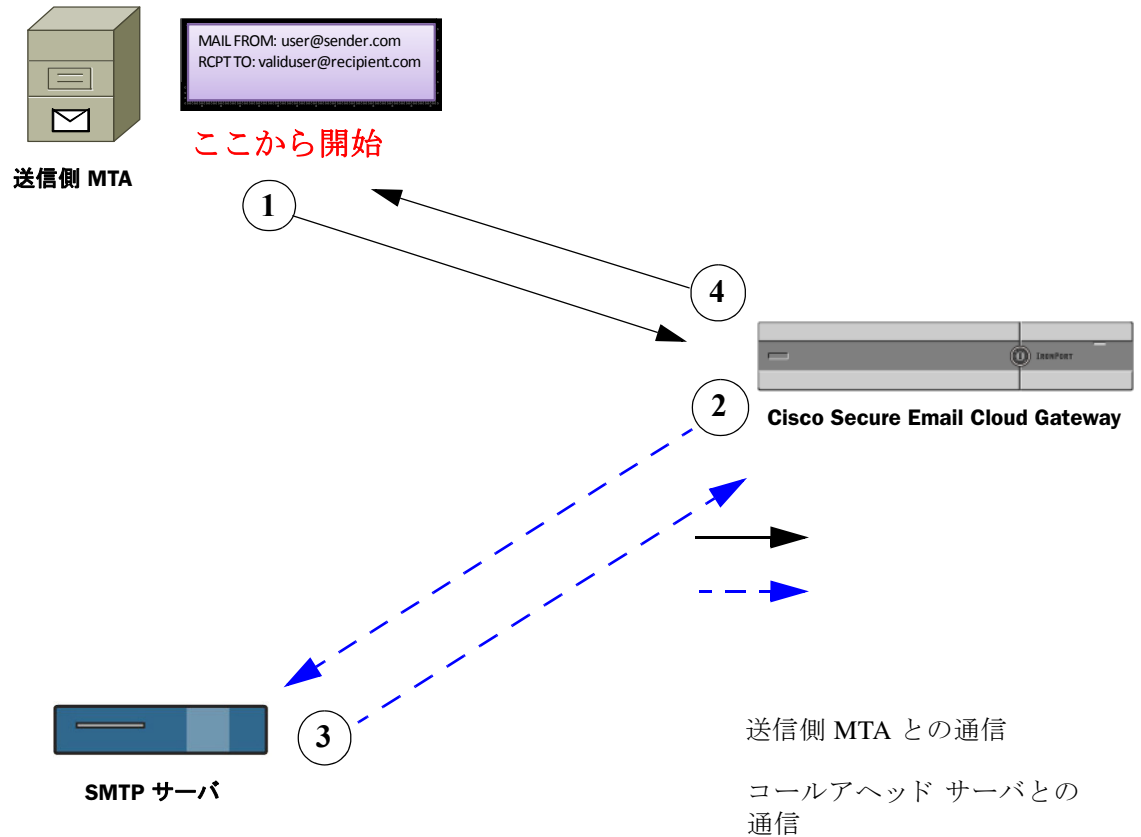 MAIL FROM: user@sender.com
RCPT TO: validuser@recipient.com
ここから開始
送信側 MTA
1
4
IRONPORT
2
Cisco Secure Email Cloud Gateway
3
SMTP サーバ
送信側 MTA との通信
コールアヘッド サーバとの
通信